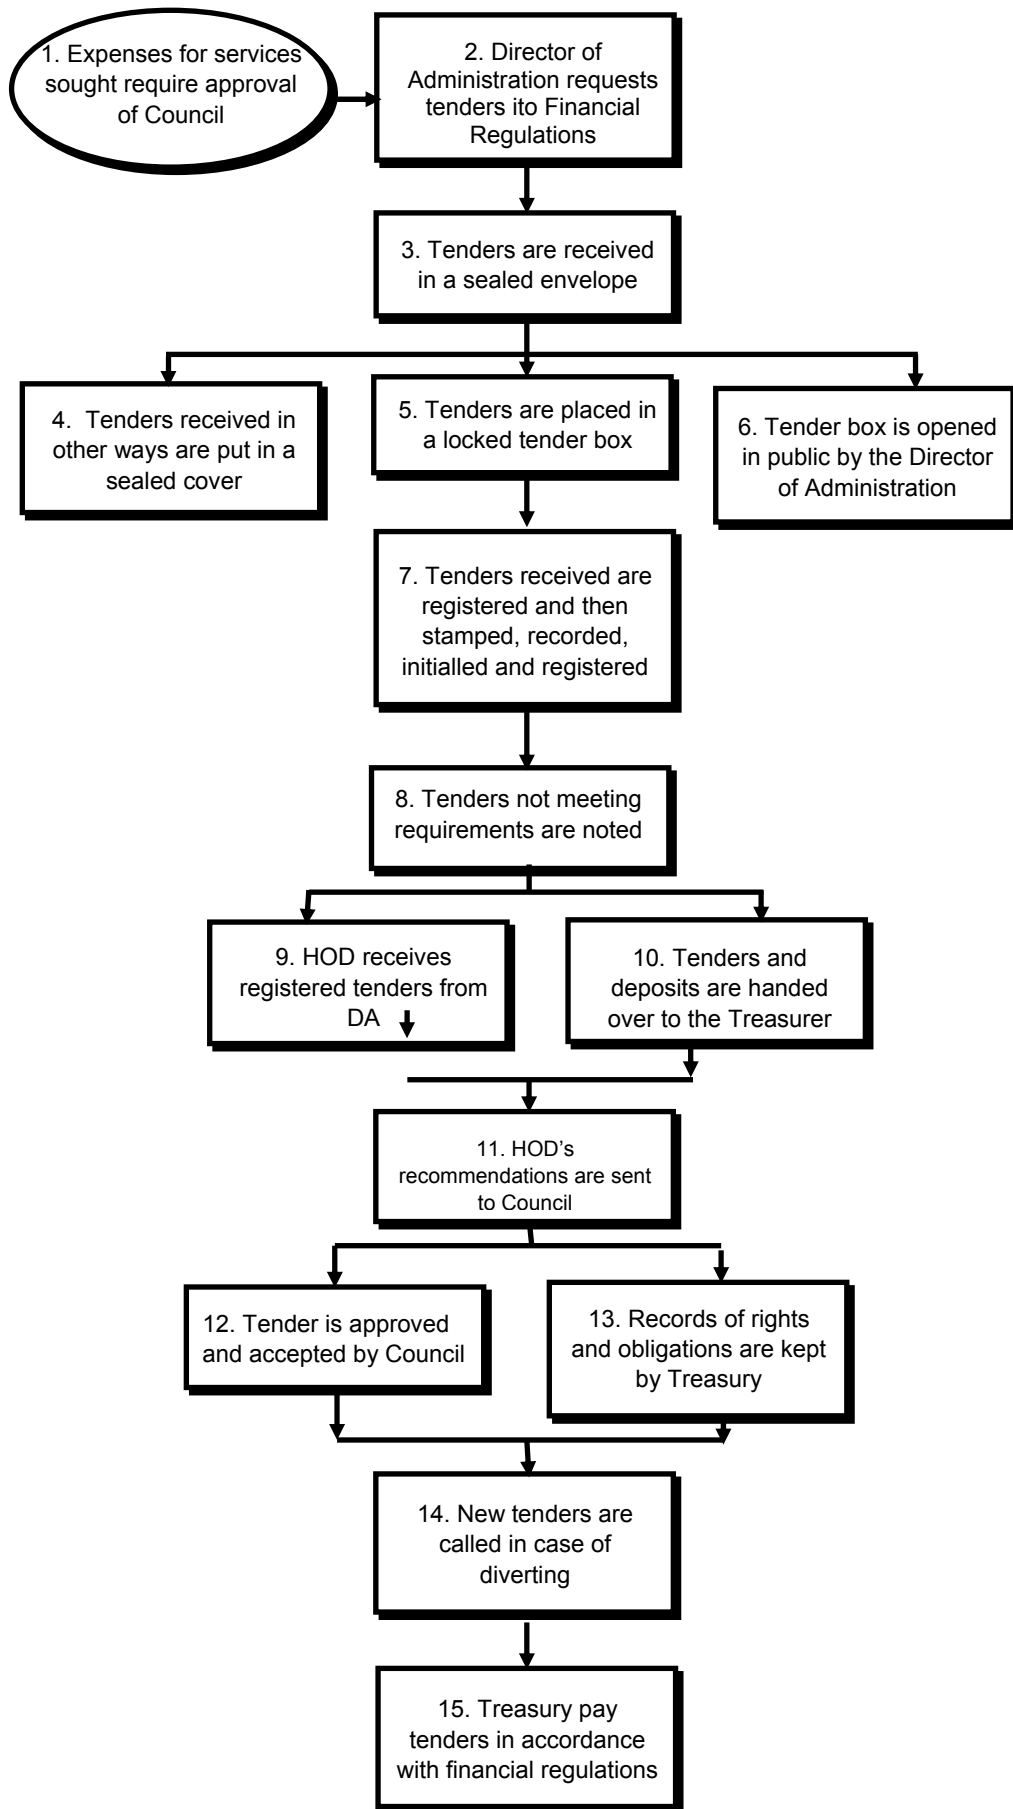 1. Expenses for services
sought require approval
of Council
2. Director of
Administration requests
tenders ito Financial
Regulations
3. Tenders are received
in a sealed envelope
4. Tenders received in
other ways are put in a
sealed cover
5. Tenders are placed in
a locked tender box
6. Tender box is opened
in public by the Director
of Administration
7. Tenders received are
registered and then
stamped, recorded,
initialled and registered
8. Tenders not meeting
requirements are noted
9. HOD receives
registered tenders from
DA
10. Tenders and
deposits are handed
over to the Treasurer
11. HOD's
recommendations are sent
to Council
12. Tender is approved
and accepted by Council
13. Records of rights
and obligations are kept
by Treasury
14. New tenders are
called in case of
diverting
15. Treasury pay
tenders in accordance
with financial regulations